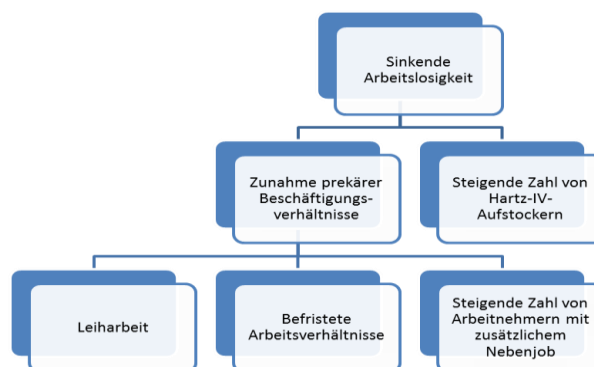 Sinkende
Arbeitslosigkeit
Zunahme prekärer
Beschäftigungs-
verhältnisse
Steigende Zahl von
Hartz-IV-
Aufstockern
Leiharbeit
Befristete
Arbeitsverhältnisse
Steigende Zahl von
Arbeitnehmern mit
zusätzlichem
Nebenjob